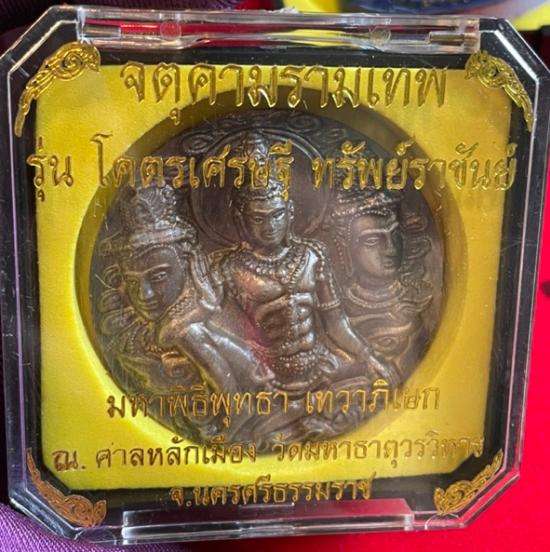 จตุคามรามเทพ
รุ่น โคตรเศรษฐี ทรัพย์ราชันย์
มหาพิธีพุทธา เทวาภิเษก
ณ. ศาลหลักเมือง วัดมหาธาตุวรวิหาร
จ.นครศรีธรรมราช